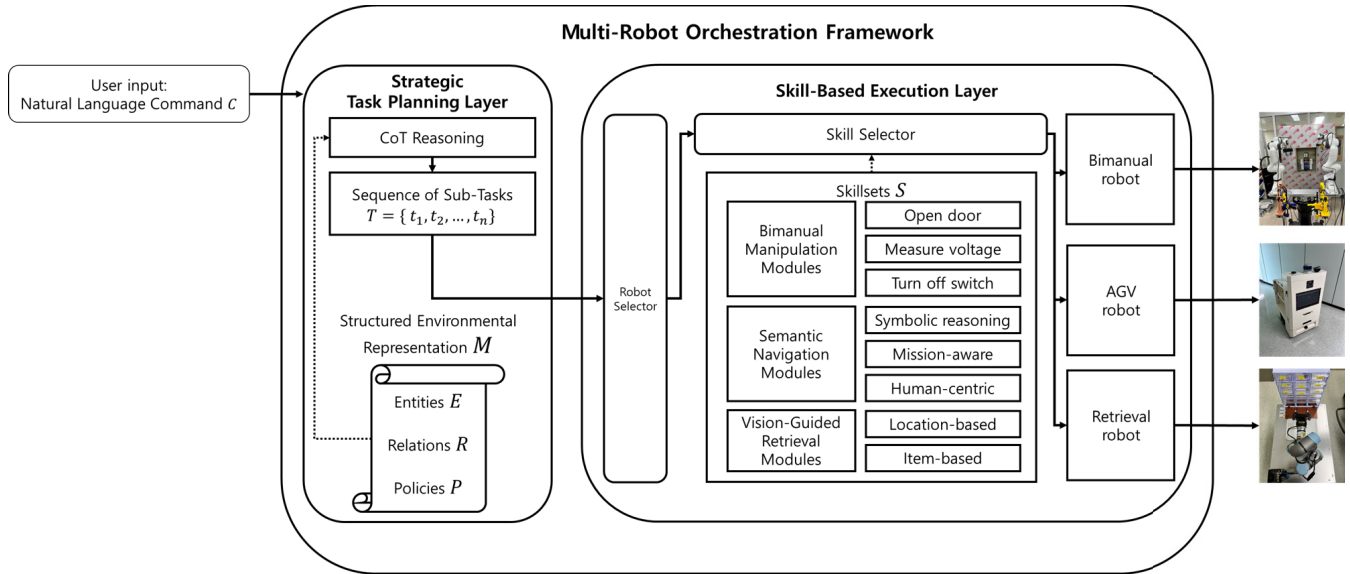 Multi-Robot Orchestration Framework
User input:
Natural Language Command C
Strategic
Task Planning Layer
CoT Reasoning
Sequence of Sub-Tasks
T = { t₁, t₂, ..., tₙ}
Structured Environmental
Representation M
Entities E
Relations R
Policies P
Skill-Based Execution Layer
Robot
Selector
Skill Selector
Skillsets S
Bimanual
Manipulation
Modules
Open door
Measure voltage
Turn off switch
Semantic
Navigation
Modules
Symbolic reasoning
Mission-aware
Human-centric
Vision-Guided
Retrieval
Modules
Location-based
Item-based
Bimanual
robot
AGV
robot
Retrieval
robot